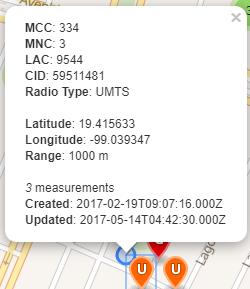 ×
MCC: 334
MNC: 3
LAC: 9544
CID: 59511481
Radio Type: UMTS
Latitude: 19.415633
Longitude: -99.039347
Range: 1000 m
3 measurements
Created: 2017-02-19T09:07:16.000Z
Updated: 2017-05-14T04:42:30.000Z
U U